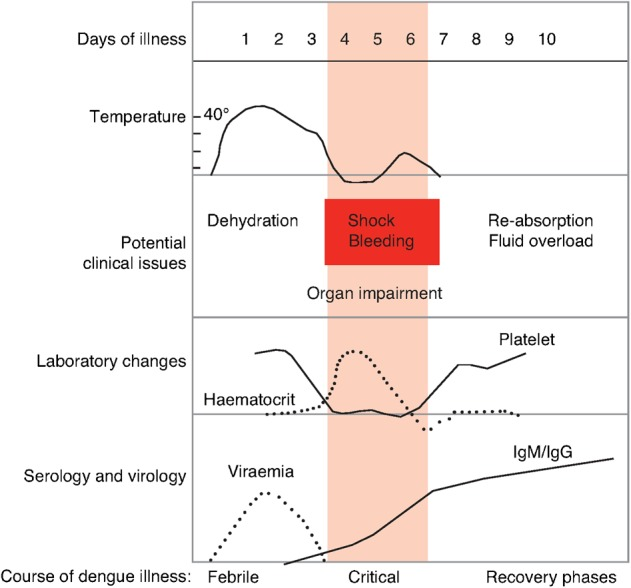 Days of illness 1 2 3 4 5 6 7 8 9 10
Temperature 40°
Dehydration Shock Re-absorption
Potential Bleeding Fluid overload
clinical issues
Organ impairment
Platelet
Laboratory changes
Haematocrit
IgM/IgG
Serology and virology Viraemia
Course of dengue illness: Febrile Critical Recovery phases